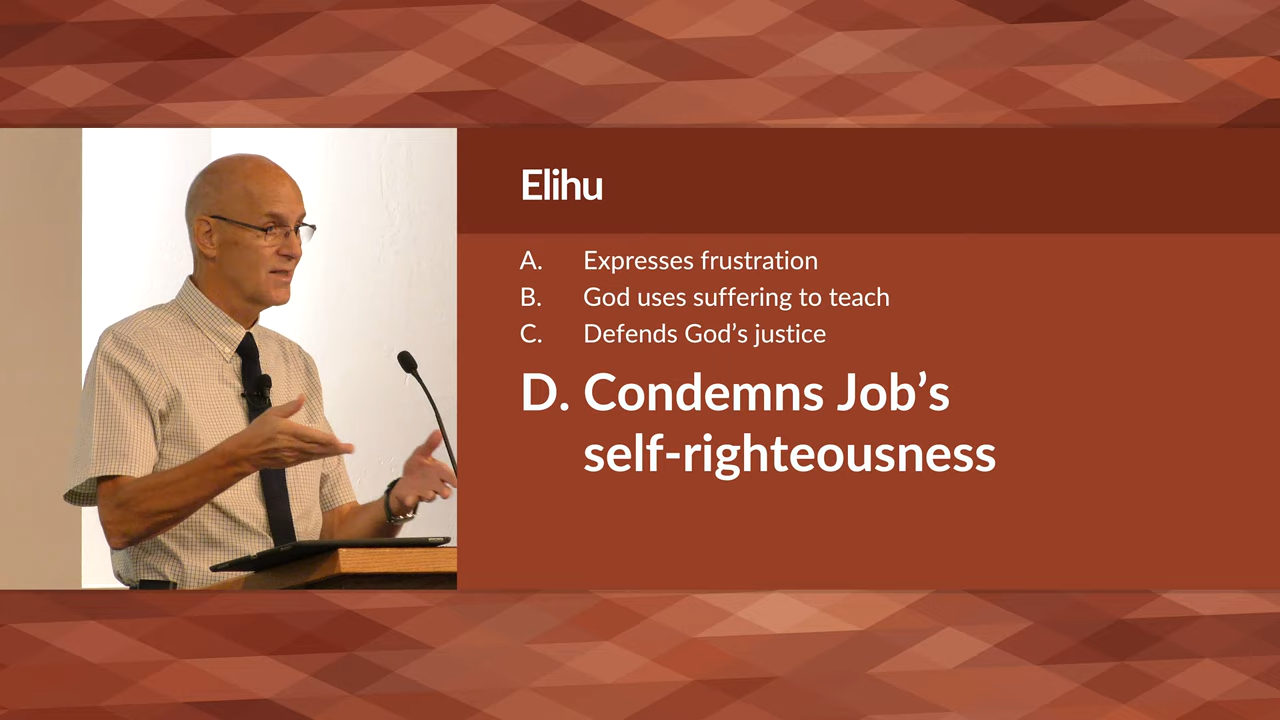 Elihu
A. Expresses frustration
B. God uses suffering to teach
C. Defends God’s justice
D. Condemns Job’s
self-righteousness